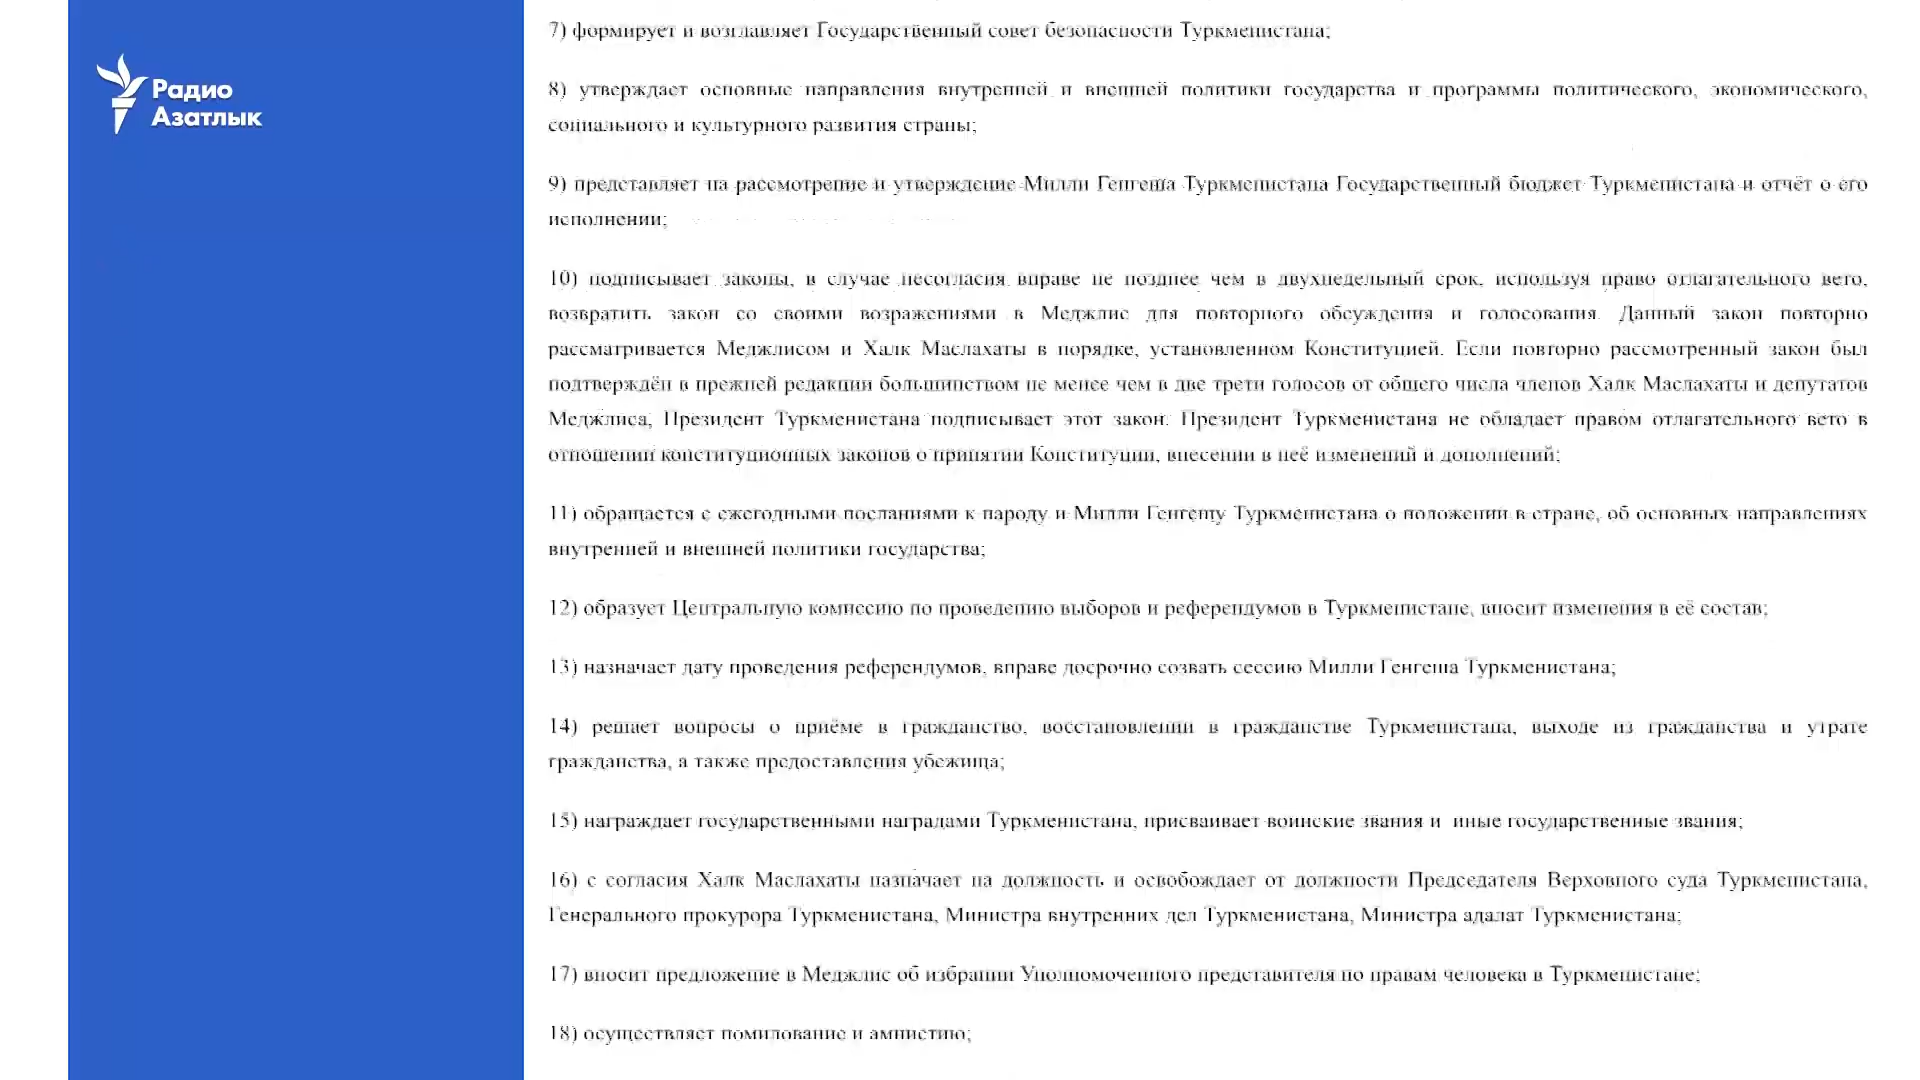 Радио
Азатлык
7) формирует и возглавляет Государственный совет безопасности Туркменистана;
8) утверждает основные направления внутренней и внешней политики государства и программы политического, экономического,
социального и культурного развития страны;
9) представляет на рассмотрение и утверждение Милли Генгеша Туркменистана Государственный бюджет Туркменистана и отчёт о его
исполнении;
10) подписывает законы, в случае несогласия вправе не позднее чем в двухнедельный срок, используя право отлагательного вето,
возвратить закон со своими возражениями в Меджлис для повторного обсуждения и голосования. Данный закон повторно
рассматривается Меджлисом и Халк Маслахаты в порядке, установленном Конституцией. Если повторно рассмотренный закон был
подтверждён в прежней редакции большинством не менее чем в две трети голосов от общего числа членов Халк Маслахаты и депутатов
Меджлиса, Президент Туркменистана подписывает этот закон. Президент Туркменистана не обладает правом отлагательного вето в
отношении конституционных законов о принятии Конституции, внесении в неё изменений и дополнений;
11) обращается с ежегодными посланиями к народу и Милли Генгешу Туркменистана о положении в стране, об основных направлениях
внутренней и внешней политики государства;
12) образует Центральную комиссию по проведению выборов и референдумов в Туркменистане, вносит изменения в её состав;
13) назначает дату проведения референдумов, вправе досрочно созвать сессию Милли Генгеша Туркменистана;
14) решает вопросы о приёме в гражданство, восстановлении в гражданстве Туркменистана, выходе из гражданства и утрате
гражданства, а также предоставления убежища;
15) награждает государственными наградами Туркменистана, присваивает воинские звания и иные государственные звания;
16) с согласия Халк Маслахаты назначает на должность и освобождает от должности Председателя Верховного суда Туркменистана,
Генерального прокурора Туркменистана, Министра внутренних дел Туркменистана, Министра адалат Туркменистана;
17) вносит предложение в Меджлис об избрании Уполномоченного представителя по правам человека в Туркменистане;
18) осуществляет помилование и амнистию;